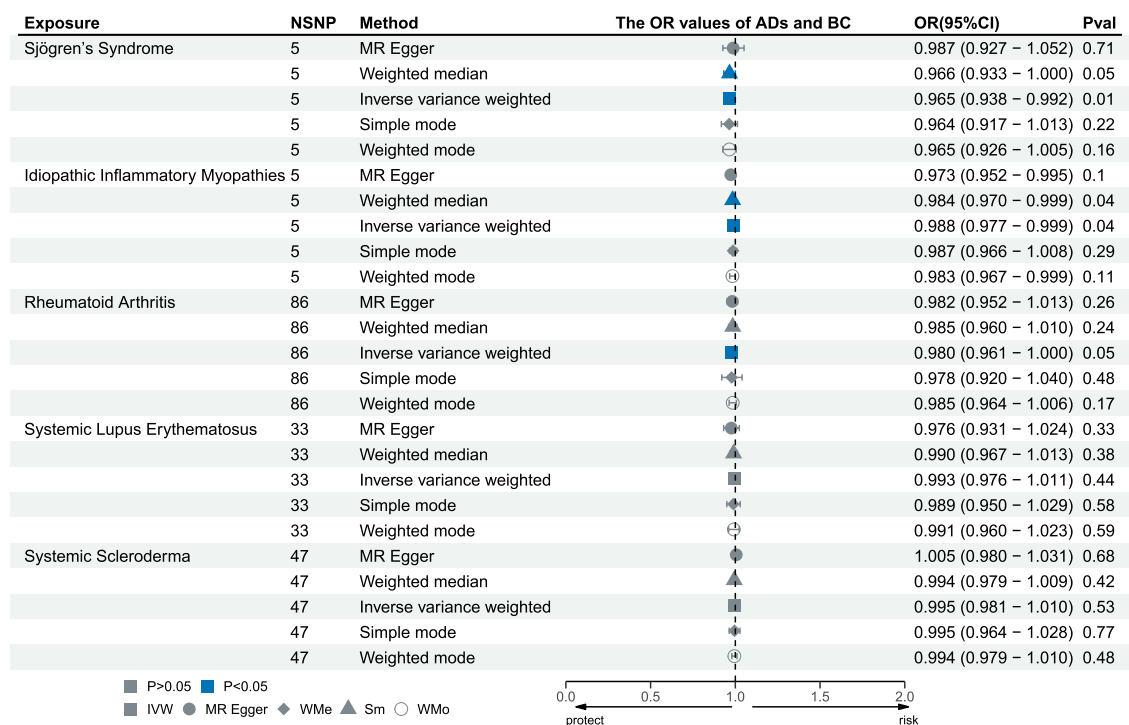 Exposure NSNP Method The OR values of ADs and BC OR(95%CI) Pval
Sjögren's Syndrome 5 MR Egger 0.987 (0.927 − 1.052) 0.71
5 Weighted median 0.966 (0.933 − 1.000) 0.05
5 Inverse variance weighted 0.965 (0.938 − 0.992) 0.01
5 Simple mode 0.964 (0.917 − 1.013) 0.22
5 Weighted mode 0.965 (0.926 − 1.005) 0.16
Idiopathic Inflammatory Myopathies 5 MR Egger 0.973 (0.952 − 0.995) 0.1
5 Weighted median 0.984 (0.970 − 0.999) 0.04
5 Inverse variance weighted 0.988 (0.977 − 0.999) 0.04
5 Simple mode 0.987 (0.966 − 1.008) 0.29
5 Weighted mode 0.983 (0.967 − 0.999) 0.11
Rheumatoid Arthritis 86 MR Egger 0.982 (0.952 − 1.013) 0.26
86 Weighted median 0.985 (0.960 − 1.010) 0.24
86 Inverse variance weighted 0.980 (0.961 − 1.000) 0.05
86 Simple mode 0.978 (0.920 − 1.040) 0.48
86 Weighted mode 0.985 (0.964 − 1.006) 0.17
Systemic Lupus Erythematosus 33 MR Egger 0.976 (0.931 − 1.024) 0.33
33 Weighted median 0.990 (0.967 − 1.013) 0.38
33 Inverse variance weighted 0.993 (0.976 − 1.011) 0.44
33 Simple mode 0.989 (0.950 − 1.029) 0.58
33 Weighted mode 0.991 (0.960 − 1.023) 0.59
Systemic Scleroderma 47 MR Egger 1.005 (0.980 − 1.031) 0.68
47 Weighted median 0.994 (0.979 − 1.009) 0.42
47 Inverse variance weighted 0.995 (0.981 − 1.010) 0.53
47 Simple mode 0.995 (0.964 − 1.028) 0.77
47 Weighted mode 0.994 (0.979 − 1.010) 0.48
P>0.05 P<0.05
0.0 0.5 1.0 1.5 2.0
IVW MR Egger WMe Sm WMo
protect risk